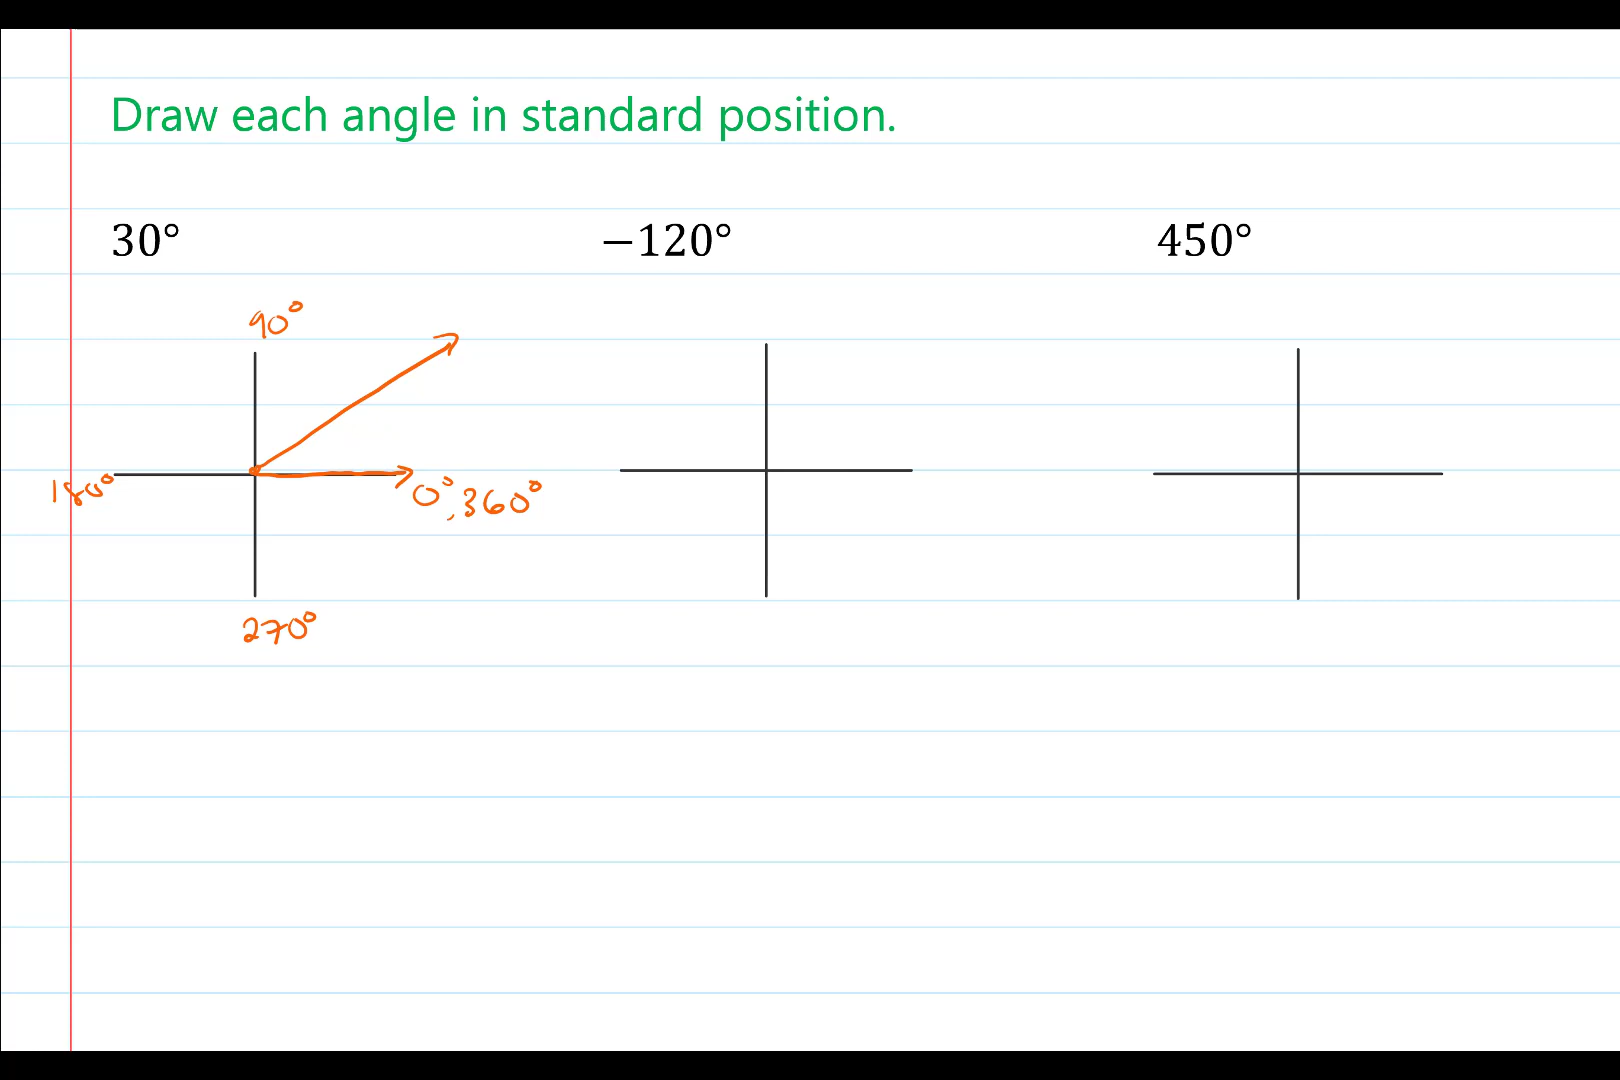 Draw each angle in standard position.
30° −120° 450°
90°
180° 0°, 360°
270°